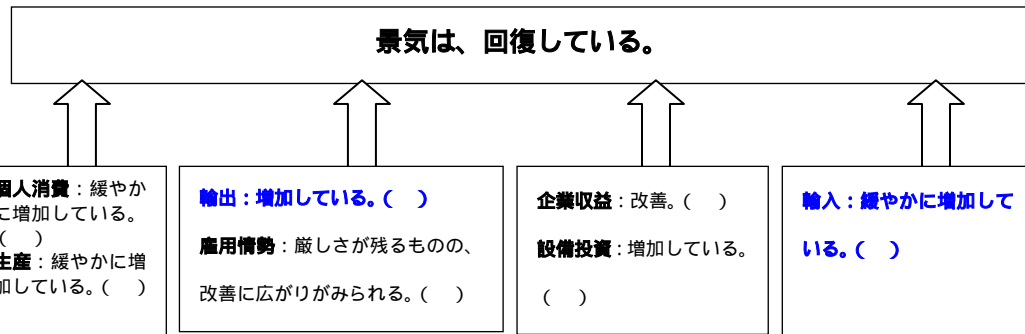 景気は、回復している。
個人消費：緩やか
に増加している。
（　）
生産：緩やかに増
加している。（　）
輸出：増加している。（　）
雇用情勢：厳しさが残るものの、
改善に広がりがみられる。（　）
企業収益：改善。（　）
設備投資：増加している。
（　）
輸入：緩やかに増加して
いる。（　）